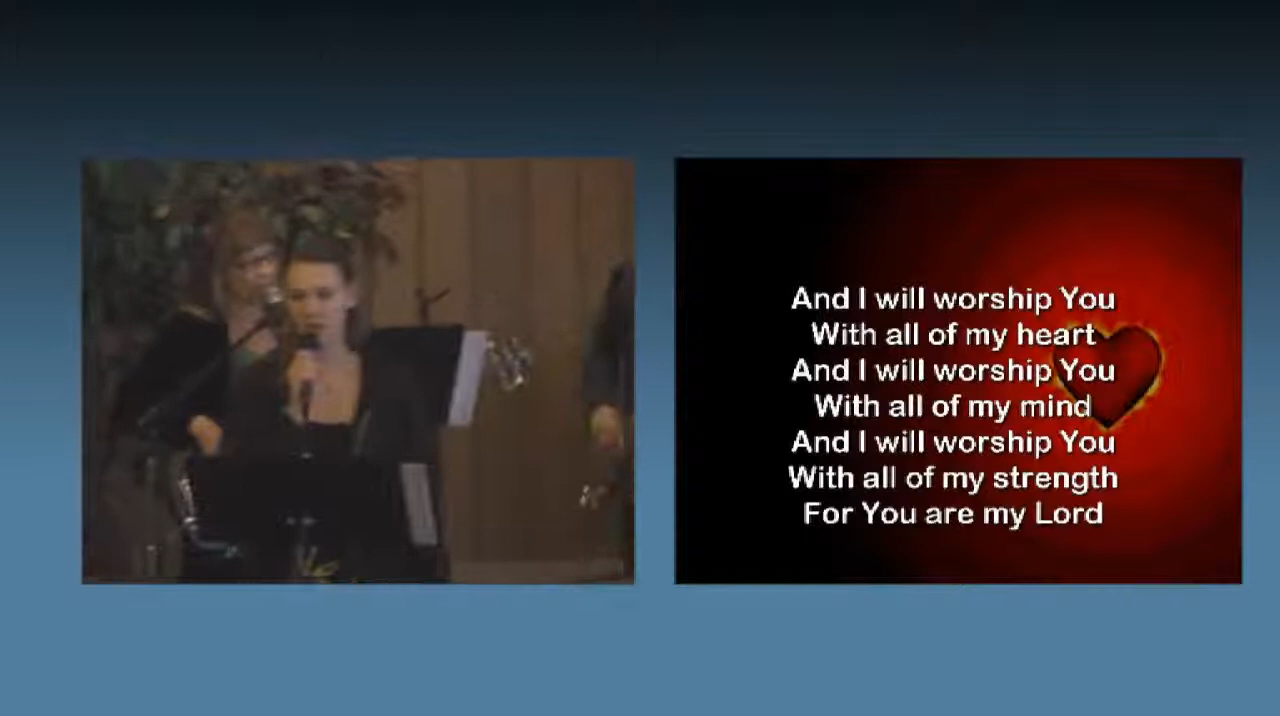 And I will worship You
With all of my heart
And I will worship You
With all of my mind
And I will worship You
With all of my strength
For You are my Lord